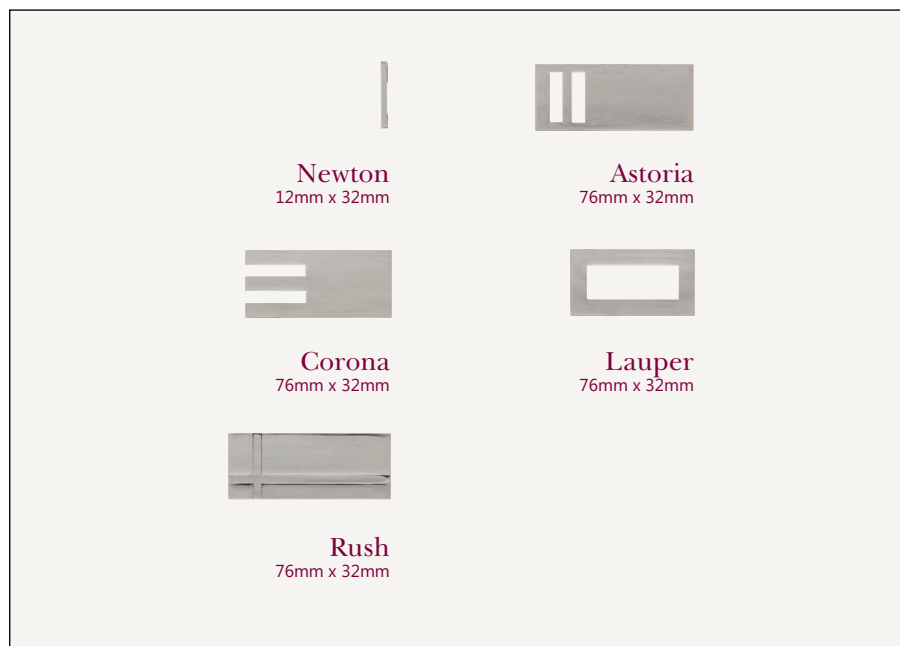 Newton
12mm x 32mm
Astoria
76mm x 32mm
Corona
76mm x 32mm
Lauper
76mm x 32mm
Rush
76mm x 32mm